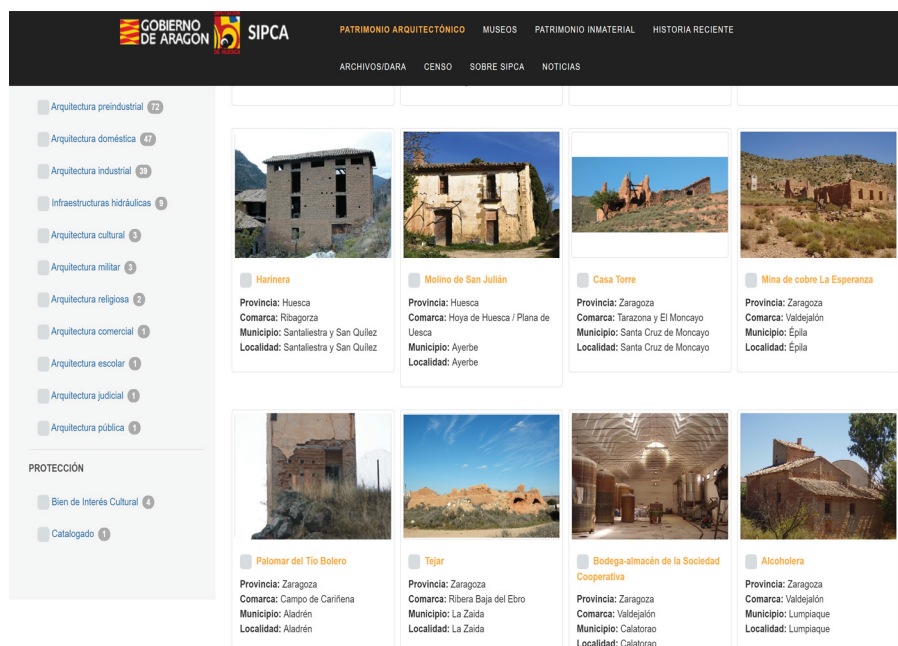 GOBIERNO
DE ARAGON
SIPCA
PATRIMONIO ARQUITECTÓNICO MUSEOS PATRIMONIO INMATERIAL HISTORIA RECIENTE
ARCHIVOS/DARA CENSO SOBRE SIPCA NOTICIAS
Arquitectura preindustrial 72
Arquitectura doméstica 47
Arquitectura industrial 39
Infraestructuras hidráulicas 9
Arquitectura cultural 3
Arquitectura militar 3
Arquitectura religiosa 2
Arquitectura comercial 1
Arquitectura escolar 1
Arquitectura judicial 1
Arquitectura pública 1
PROTECCIÓN
Bien de Interés Cultural 4
Catalogado 1
Harinera
Provincia: Huesca
Comarca: Ribagorza
Municipio: Santaliestra y San Quílez
Localidad: Santaliestra y San Quílez
Molino de San Julián
Provincia: Huesca
Comarca: Hoya de Huesca / Plana de
Uesca
Municipio: Ayerbe
Localidad: Ayerbe
Casa Torre
Provincia: Zaragoza
Comarca: Tarazona y El Moncayo
Municipio: Santa Cruz de Moncayo
Localidad: Santa Cruz de Moncayo
Mina de cobre La Esperanza
Provincia: Zaragoza
Comarca: Valdejalón
Municipio: Épila
Localidad: Épila
Palomar del Tío Bolero
Provincia: Zaragoza
Comarca: Campo de Cariñena
Municipio: Aladrén
Localidad: Aladrén
Tejar
Provincia: Zaragoza
Comarca: Ribera Baja del Ebro
Municipio: La Zaida
Localidad: La Zaida
Bodega-almacén de la Sociedad
Cooperativa
Provincia: Zaragoza
Comarca: Valdejalón
Municipio: Calatorao
Localidad: Calatorao
Alcoholera
Provincia: Zaragoza
Comarca: Valdejalón
Municipio: Lumpiaque
Localidad: Lumpiaque